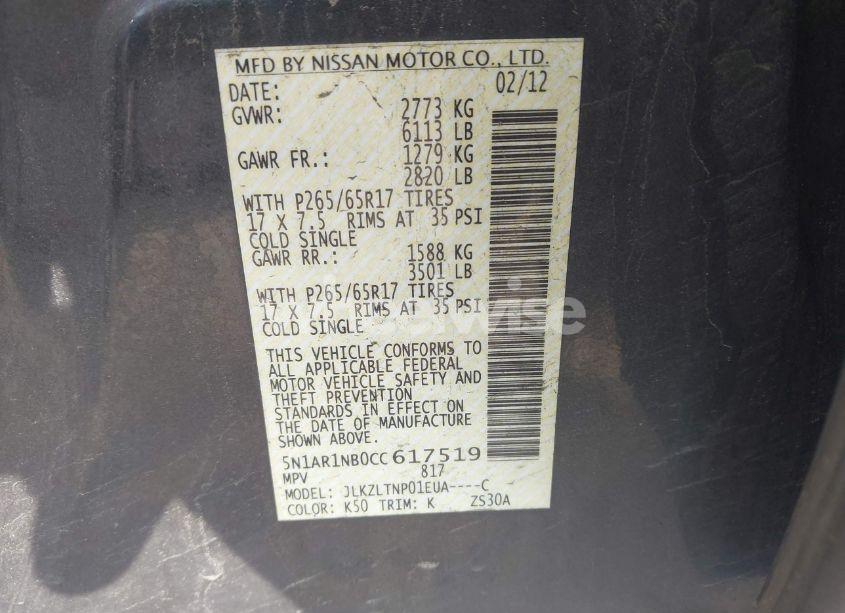 MFD BY NISSAN MOTOR CO., LTD.
DATE: 02/12
GVWR: 2773 KG
6113 LB
GAWR FR.: 1279 KG
2820 LB
WITH P265/65R17 TIRES
17 X 7.5 RIMS AT 35 PSI
COLD SINGLE
GAWR RR.: 1588 KG
3501 LB
WITH P265/65R17 TIRES
17 X 7.5 RIMS AT 35 PSI
COLD SINGLE
THIS VEHICLE CONFORMS TO
ALL APPLICABLE FEDERAL
MOTOR VEHICLE SAFETY AND
THEFT PREVENTION
STANDARDS IN EFFECT ON
THE DATE OF MANUFACTURE
SHOWN ABOVE.
5N1AR1NB0CC617519
MPV 817
MODEL: JLKZLTNP01EUA----C
COLOR: K50 TRIM: K ZS30A